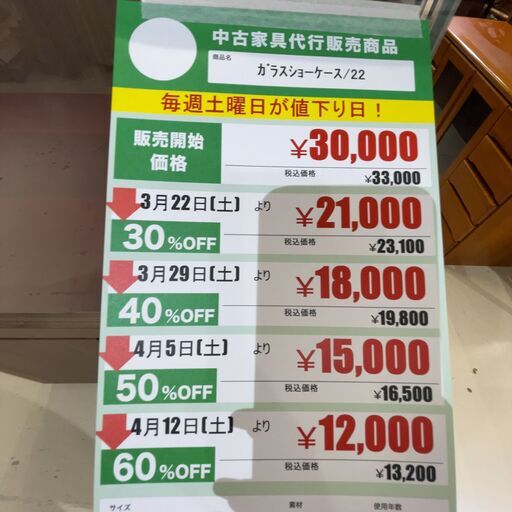 中古家具代行販売商品
商品名
ガラスショーケース/22
毎週土曜日が値下り日！
販売開始
価格
¥30,000
税込価格 ¥33,000
3月22日(土) より ¥21,000
30%OFF 税込価格 ¥23,100
3月29日(土) より ¥18,000
40%OFF 税込価格 ¥19,800
4月5日(土) より ¥15,000
50%OFF 税込価格 ¥16,500
4月12日(土) より ¥12,000
60%OFF 税込価格 ¥13,200
サイズ 素材 使用年数